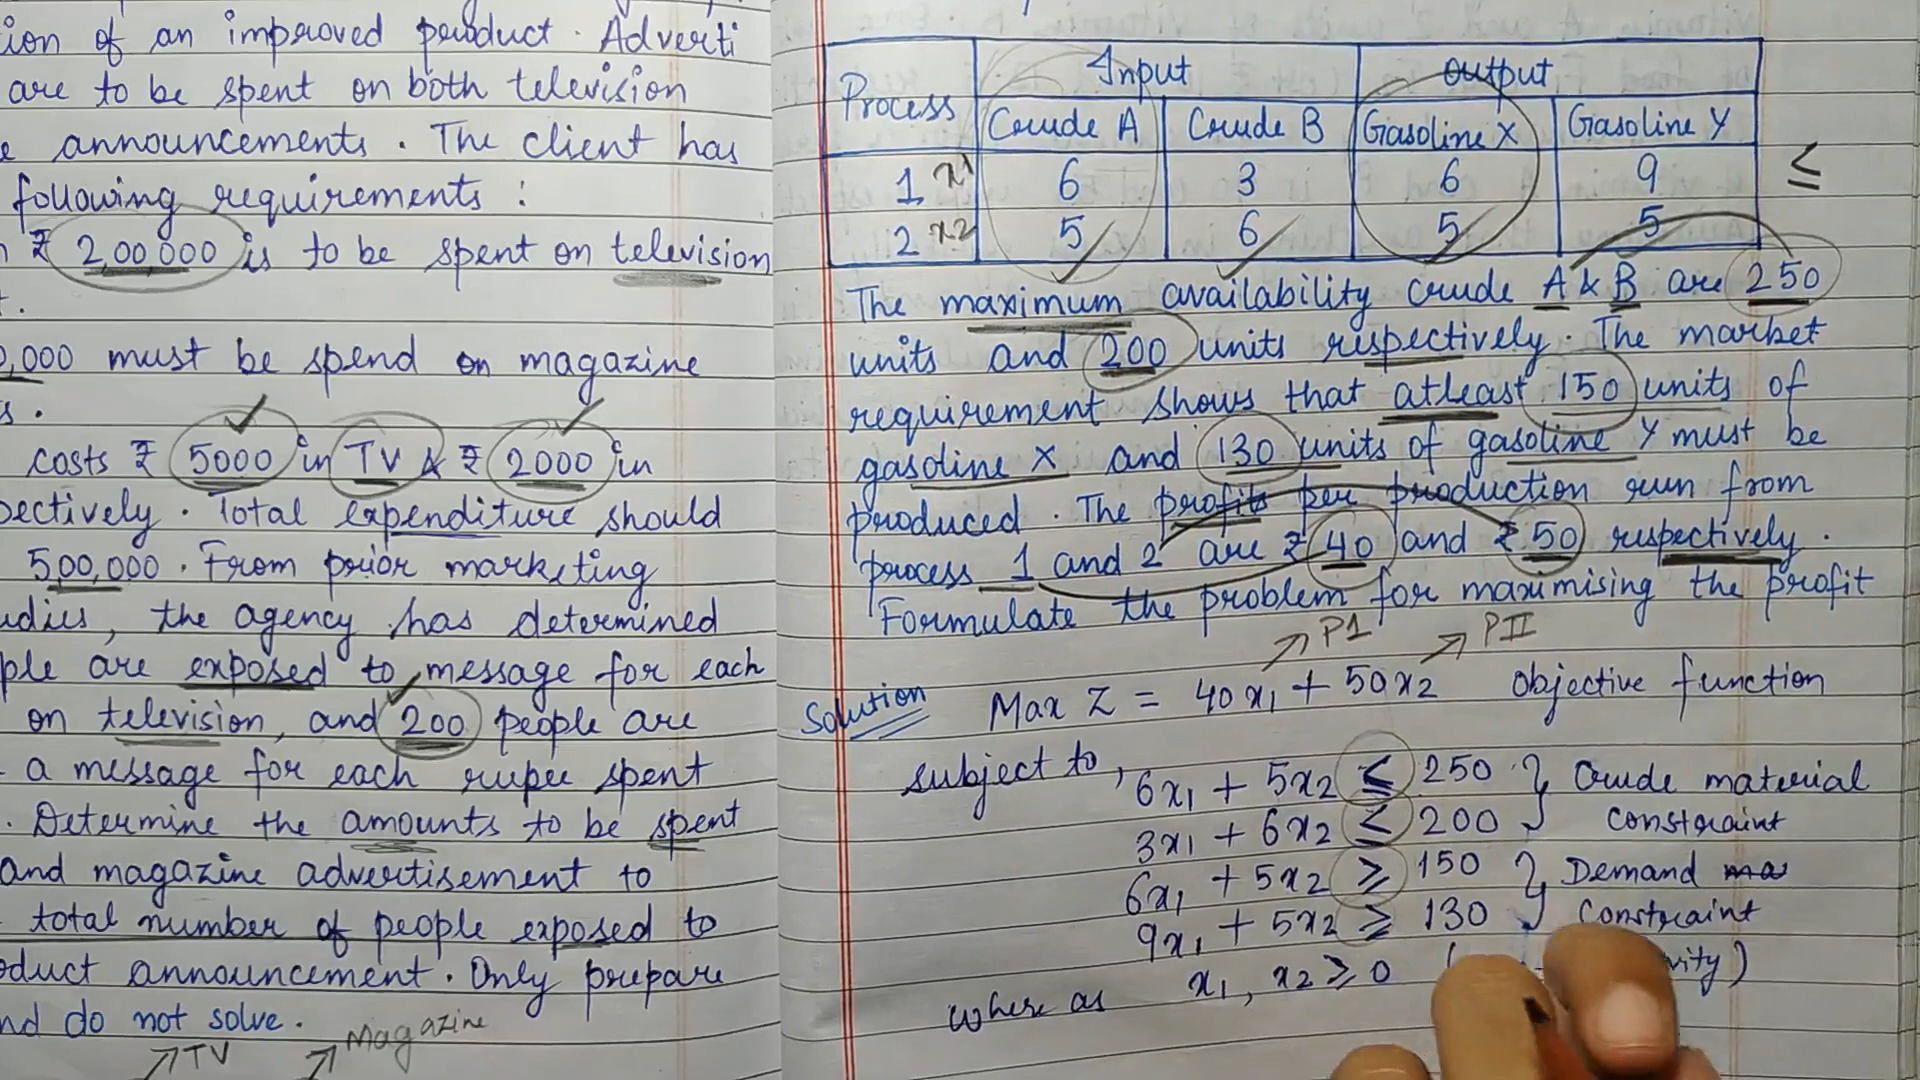 ion of an improved product. Adverti
are to be spent on both television
e announcements. The client has
following requirements :
₹ 2,00,000 is to be spent on television
0,000 must be spend on magazine
s.
costs ₹ 5000 in TV & ₹ 2000 in
pectively. Total expenditure should
5,00,000. From prior marketing
udies, the agency has determined
ple are exposed to message for each
on television, and 200 people are
a message for each rupee spent
. Determine the amounts to be spent
and magazine advertisement to
total number of people exposed to
oduct announcement. Only prepare
nd do not solve.
TV Magazine
Process Input Output
Crude A Crude B Gasoline X Gasoline Y
1 x1 6 3 6 9 ≤
2 x2 5 6 5 5
The maximum availability crude A & B are 250
units and 200 units respectively. The market
requirement shows that atleast 150 units of
gasoline X and 130 units of gasoline Y must be
produced. The profits per production run from
process 1 and 2 are ₹ 40 and ₹ 50 respectively.
Formulate the problem for maximising the profit
P1 PII
Solution Max Z = 40x₁ + 50x₂ Objective function
subject to, 6x₁ + 5x₂ ≤ 250 } Crude material
3x₁ + 6x₂ ≤ 200 constraint
6x₁ + 5x₂ ≥ 150 } Demand ma
9x₁ + 5x₂ ≥ 130 Constraint
where as x₁, x₂ ≥ 0 ( vity)